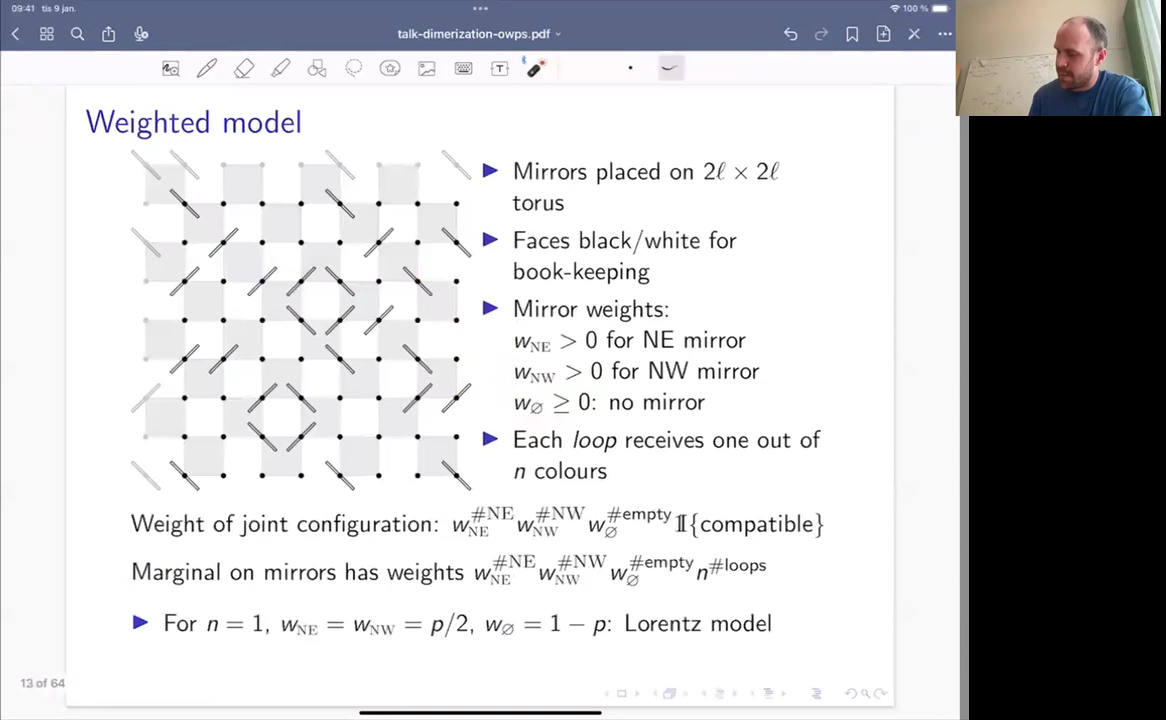 09:41 tis 9 jan.
100 %
talk-dimerization-owps.pdf
Weighted model
▶ Mirrors placed on 2ℓ × 2ℓ
torus
▶ Faces black/white for
book-keeping
▶ Mirror weights:
w_NE > 0 for NE mirror
w_NW > 0 for NW mirror
w_∅ ≥ 0: no mirror
▶ Each loop receives one out of
n colours
Weight of joint configuration: w_NE^#NE w_NW^#NW w_∅^#empty 𝕀{compatible}
Marginal on mirrors has weights w_NE^#NE w_NW^#NW w_∅^#empty n^#loops
▶ For n = 1, w_NE = w_NW = p/2, w_∅ = 1 − p: Lorentz model
13 of 64